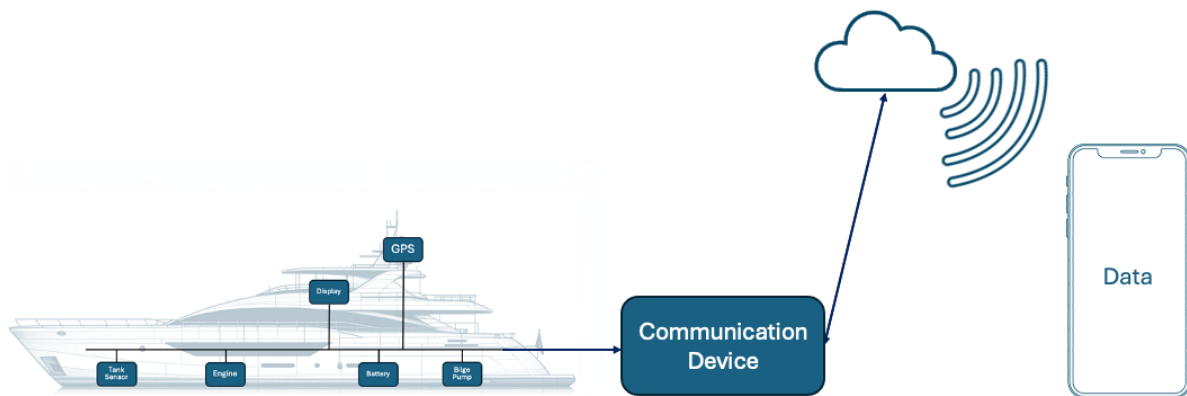 GPS
Display
Tank
Sensor
Engine
Battery
Bilge
Pump
Communication
Device
Data